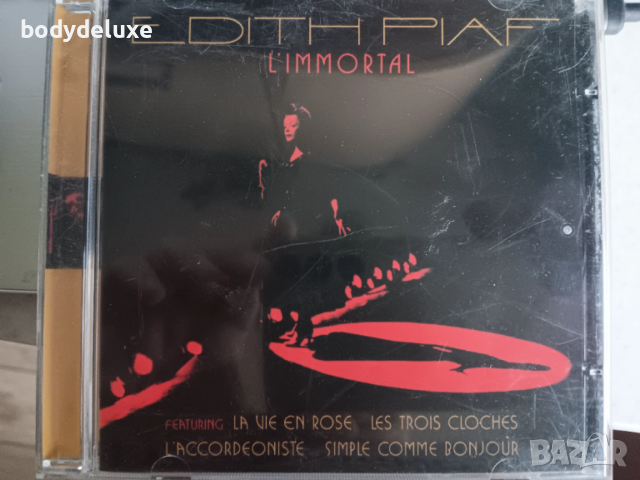 bodydeluxe
EDITH PIAF
L'IMMORTAL
FEATURING LA VIE EN ROSE LES TROIS CLOCHES
L'ACCORDEONISTE SIMPLE COMME BONJOUR
BAZAR